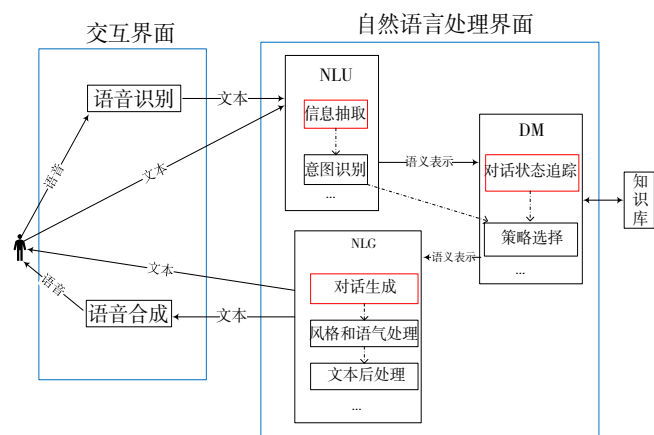 交互界面
自然语言处理界面
语音识别
文本
语音
文本
NLU
信息抽取
意图识别
...
语义表示
DM
对话状态追踪
策略选择
...
知识库
语义表示
NLG
对话生成
风格和语气处理
文本后处理
...
文本
文本
语音
语音合成